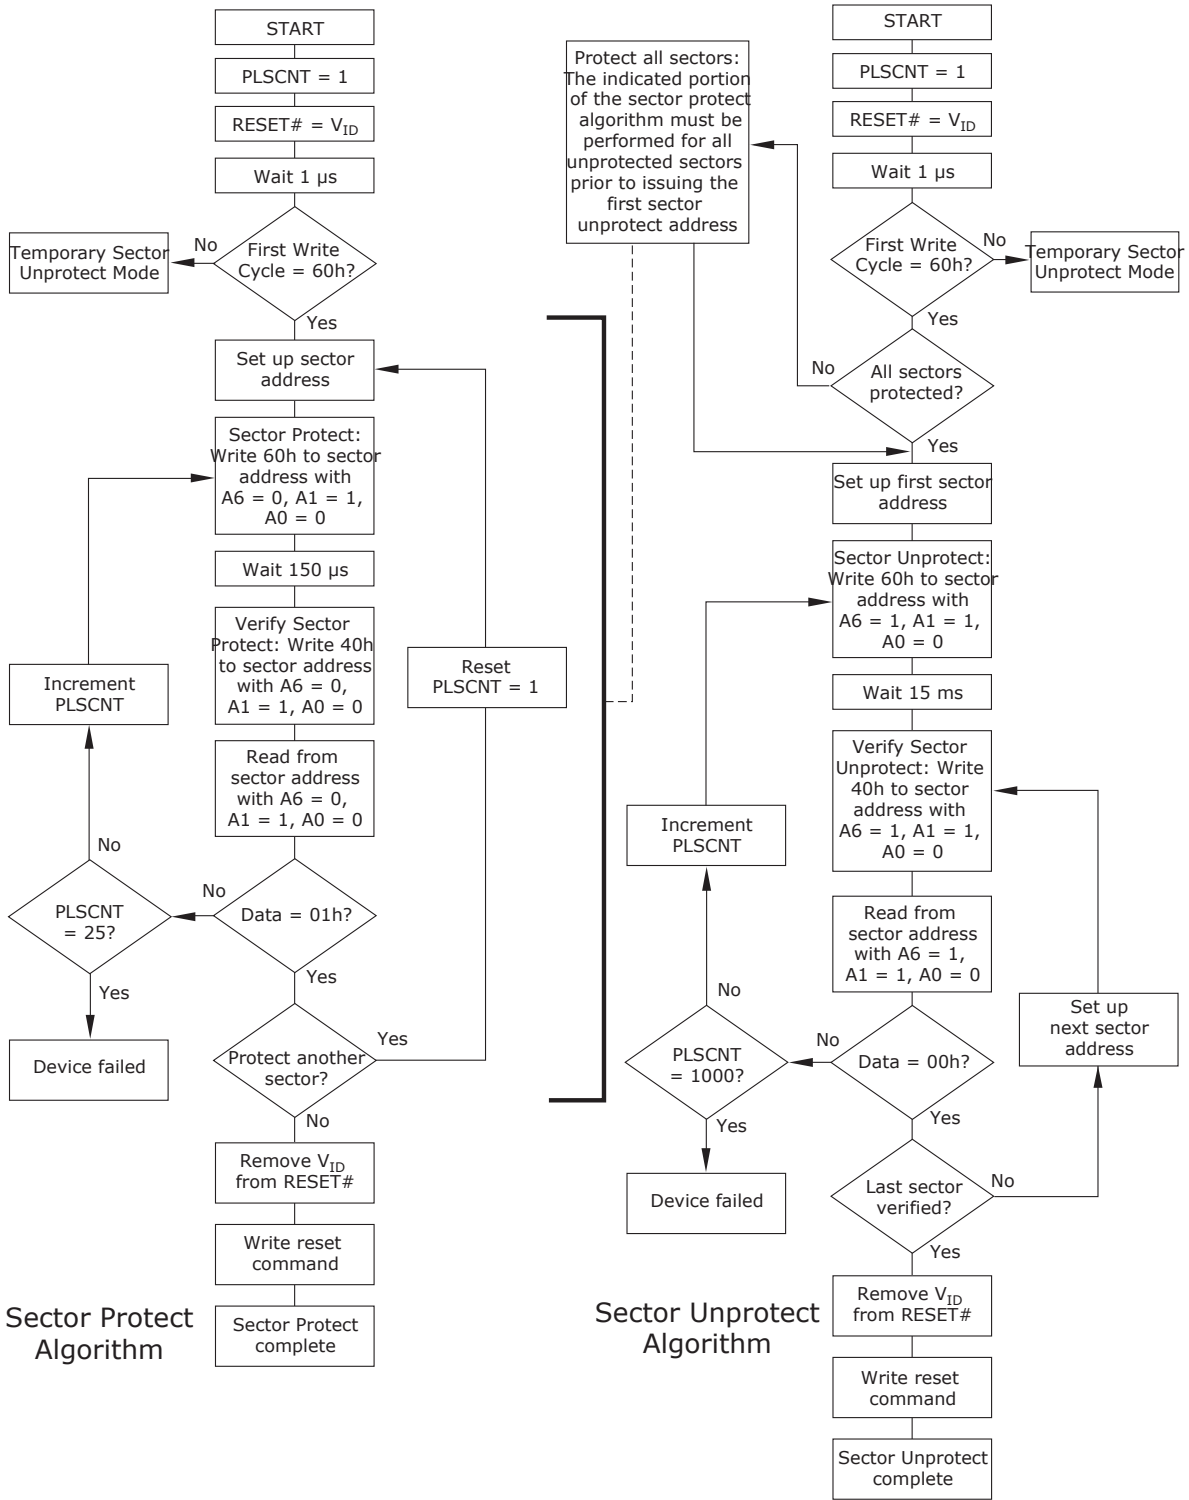 START
PLSCNT = 1
RESET# = VID
Wait 1 μs
First Write
Cycle = 60h?
No
Temporary Sector
Unprotect Mode
Yes
Set up sector
address
Sector Protect:
Write 60h to sector
address with
A6 = 0, A1 = 1,
A0 = 0
Wait 150 μs
Verify Sector
Protect: Write 40h
to sector address
with A6 = 0,
A1 = 1, A0 = 0
Reset
PLSCNT = 1
Increment
PLSCNT
Read from
sector address
with A6 = 0,
A1 = 1, A0 = 0
No
No
Data = 01h?
PLSCNT
= 25?
Yes
Yes
Device failed
Protect another
sector?
Yes
No
Remove VID
from RESET#
Write reset
command
Sector Protect
complete
Sector Protect
Algorithm
Protect all sectors:
The indicated portion
of the sector protect
algorithm must be
performed for all
unprotected sectors
prior to issuing the
first sector
unprotect address
START
PLSCNT = 1
RESET# = VID
Wait 1 μs
First Write
Cycle = 60h?
No
Temporary Sector
Unprotect Mode
Yes
No
All sectors
protected?
Yes
Set up first sector
address
Sector Unprotect:
Write 60h to sector
address with
A6 = 1, A1 = 1,
A0 = 0
Wait 15 ms
Verify Sector
Unprotect: Write
40h to sector
address with
A6 = 1, A1 = 1,
A0 = 0
Increment
PLSCNT
Read from
sector address
with A6 = 1,
A1 = 1, A0 = 0
No
Set up
next sector
address
No
PLSCNT
= 1000?
Data = 00h?
Yes
Yes
Device failed
Last sector
verified?
No
Yes
Remove VID
from RESET#
Write reset
command
Sector Unprotect
complete
Sector Unprotect
Algorithm